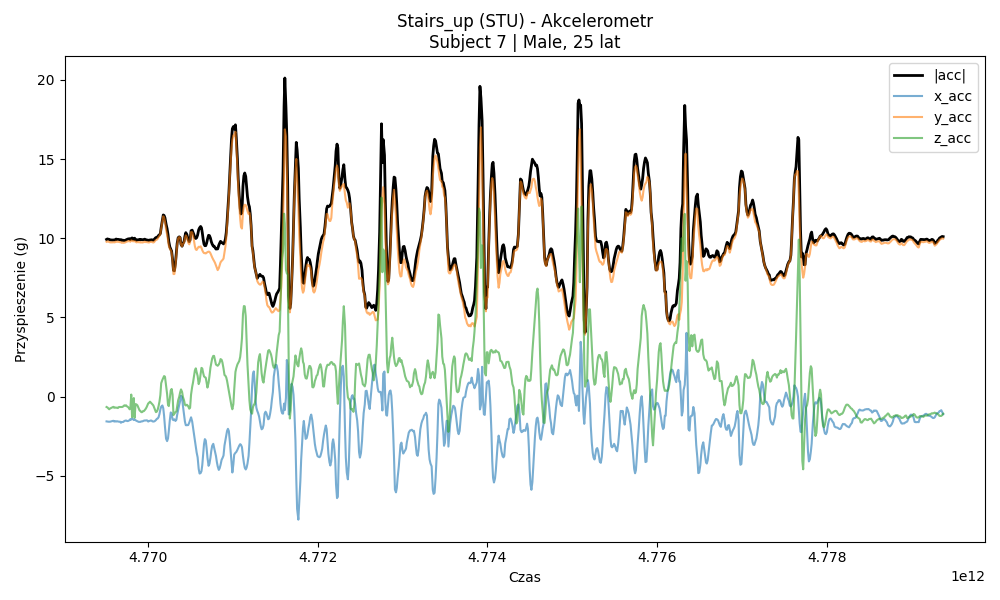 Stairs_up (STU) - Akcelerometr
Subject 7 | Male, 25 lat
|acc|
x_acc
y_acc
z_acc
Przyspieszenie (g)
20
15
10
5
0
−5
4.770
4.772
4.774
4.776
4.778
1e12
Czas